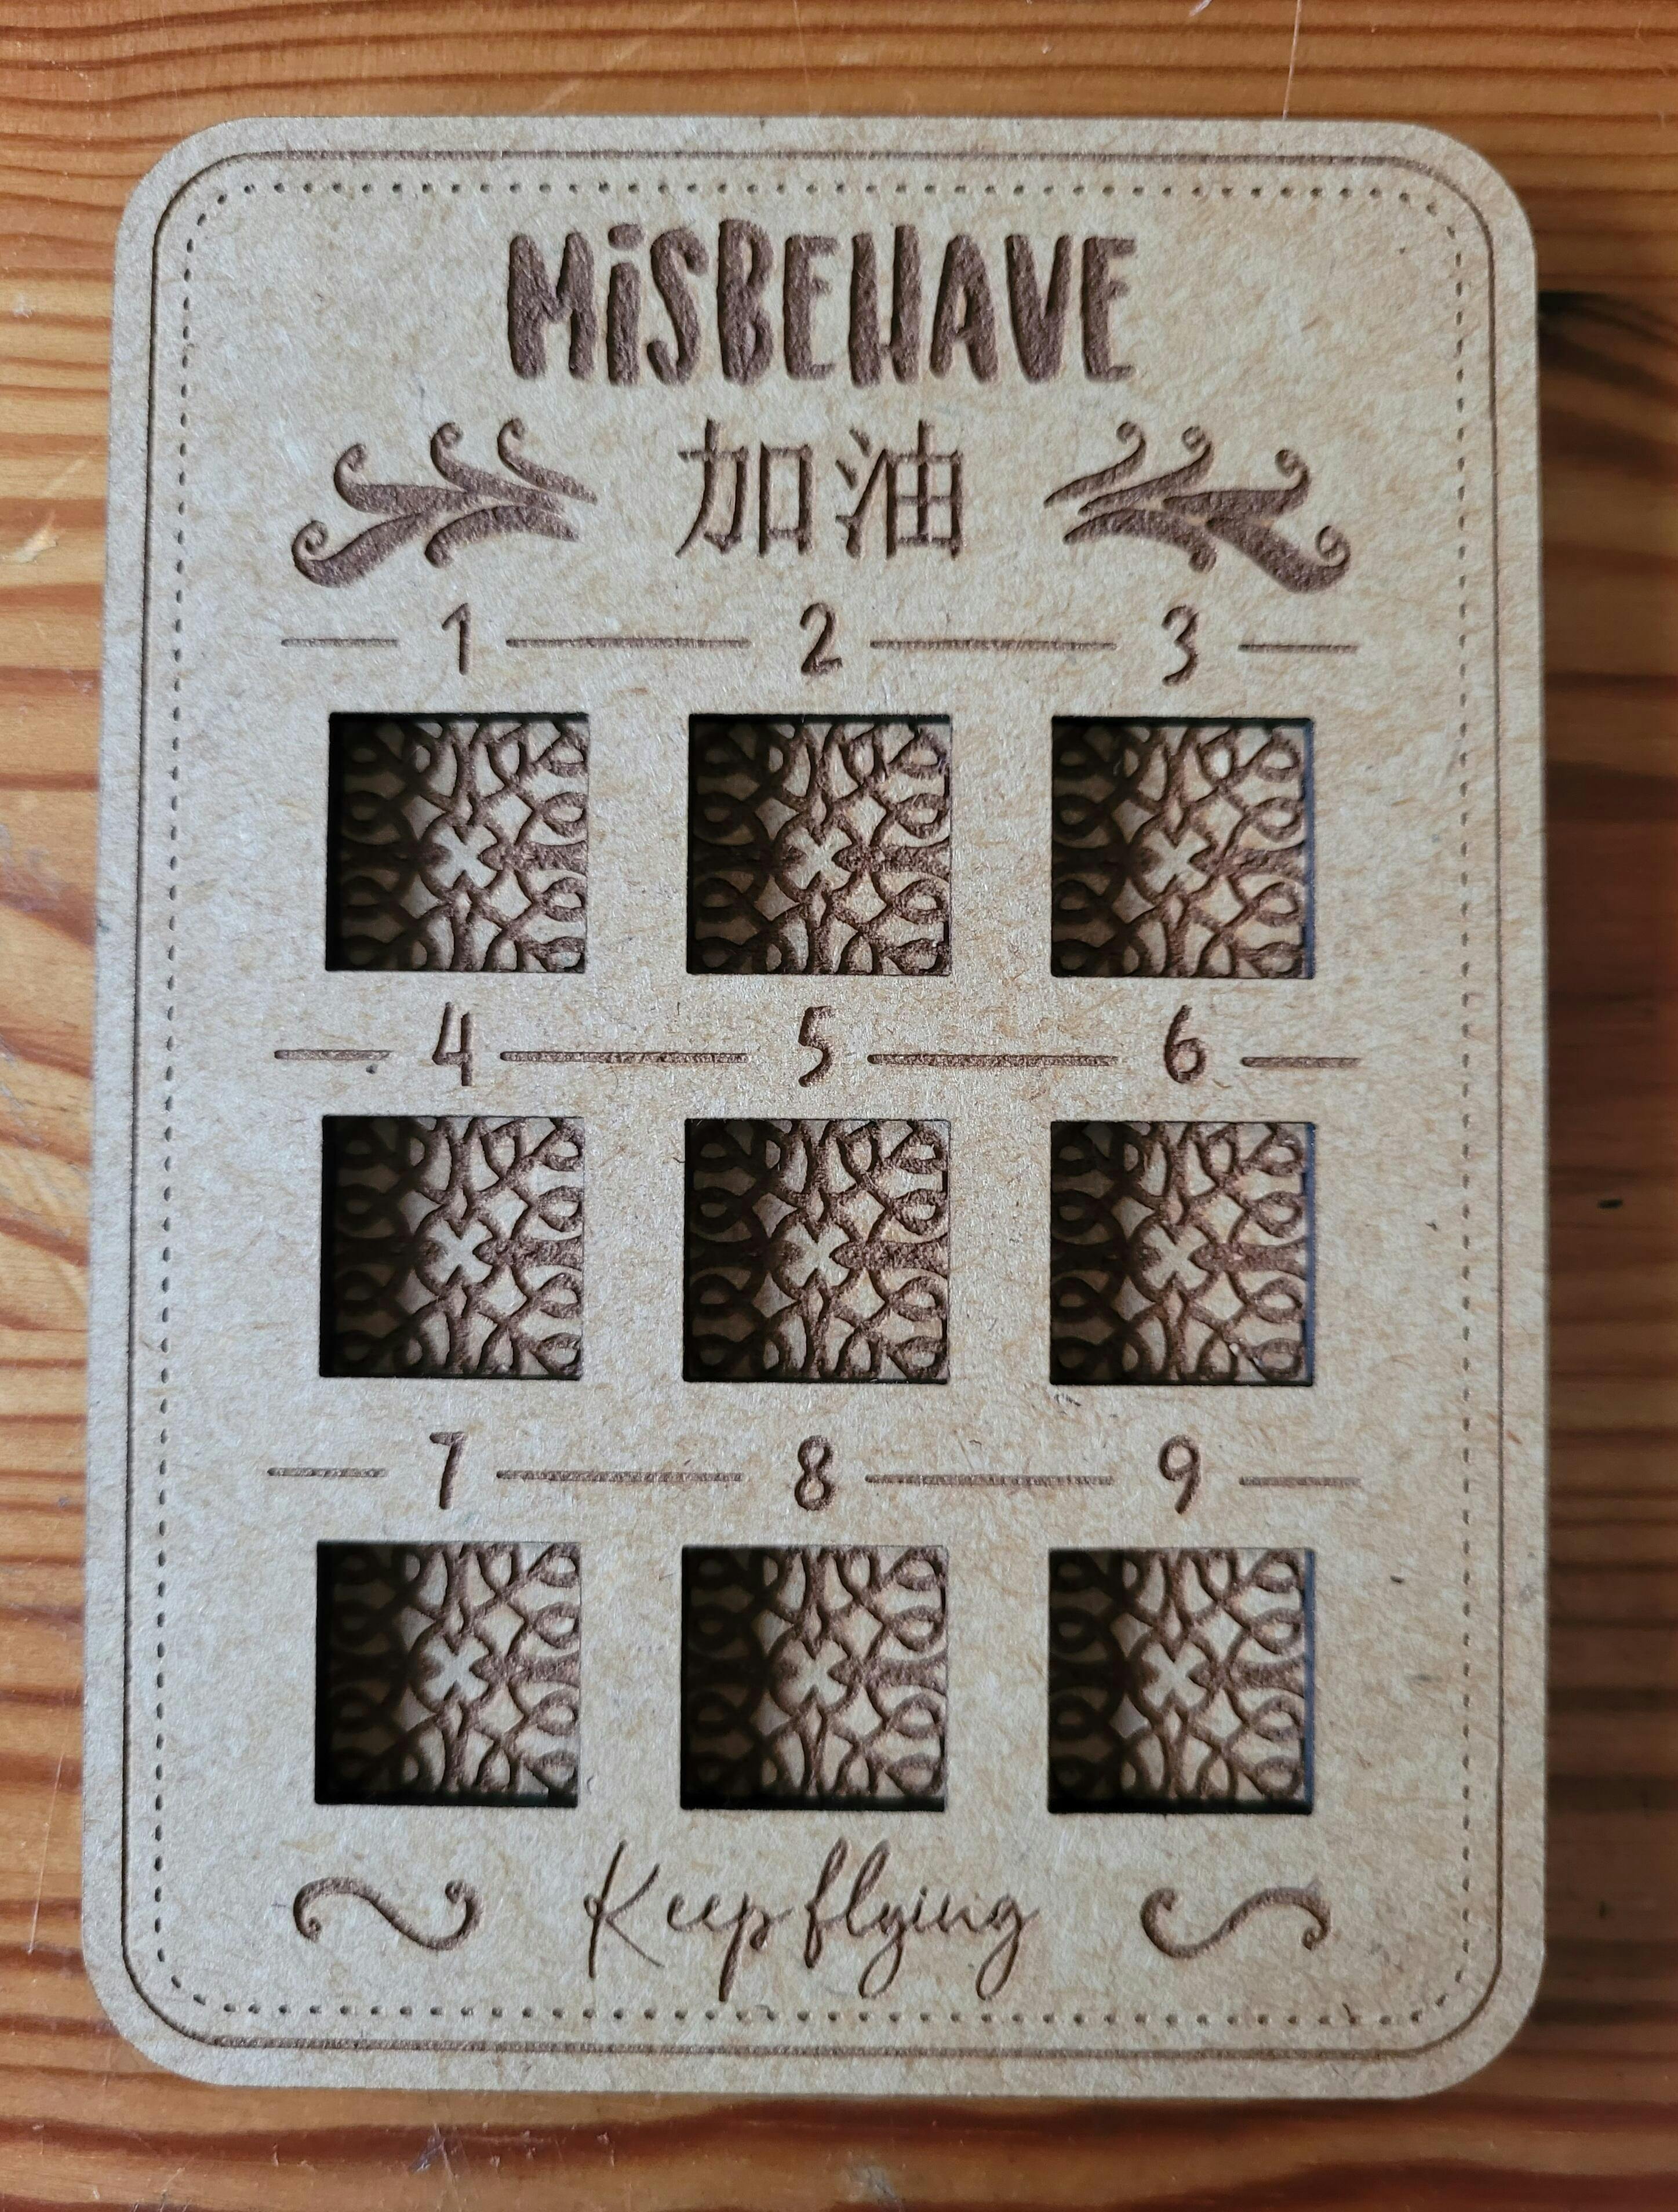 MiSBEHAVE
加油
1 2 3
4 5 6
7 8 9
Keep flying